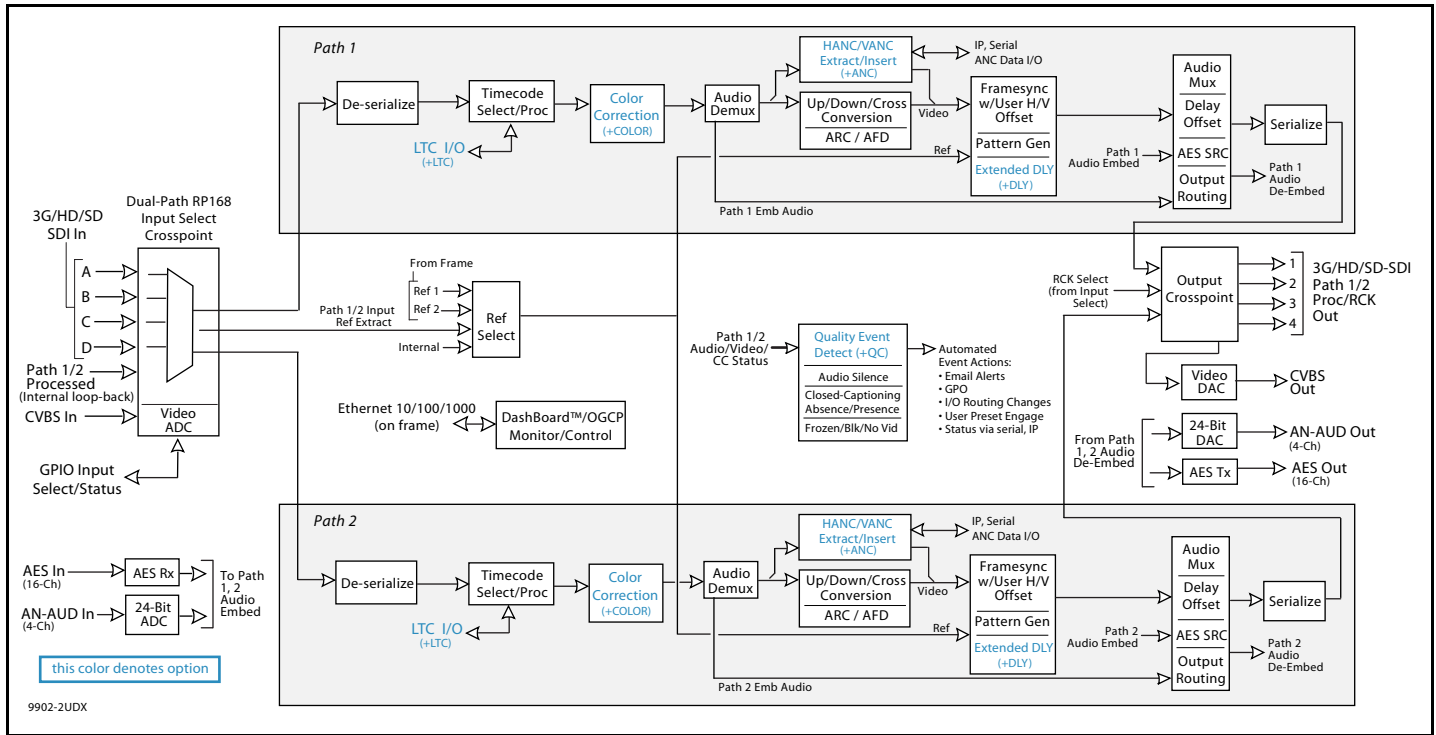 Path 1
De-serialize
Timecode
Select/Proc
LTC I/O
(+LTC)
Color
Correction
(+COLOR)
Audio
Demux
HANC/VANC
Extract/Insert
(+ANC)
IP, Serial
ANC Data I/O
Up/Down/Cross
Conversion
ARC / AFD
Video
Ref
Framesync
w/User H/V
Offset
Pattern Gen
Extended DLY
(+DLY)
Path 1
Audio Embed
Path 1 Emb Audio
Audio
Mux
Delay
Offset
AES SRC
Output
Routing
Serialize
Path 1
Audio
De-Embed
Dual-Path RP168
Input Select
Crosspoint
3G/HD/SD
SDI In
A
B
C
D
Path 1/2
Processed
(Internal loop-back)
CVBS In
Video
ADC
GPIO Input
Select/Status
From Frame
Ref 1
Ref 2
Path 1/2 Input
Ref Extract
Internal
Ref
Select
Ethernet 10/100/1000
(on frame)
DashBoard™/OGCP
Monitor/Control
Path 1/2
Audio/Video/
CC Status
Quality Event
Detect (+QC)
Audio Silence
Closed-Captioning
Absence/Presence
Frozen/Blk/No Vid
Automated
Event Actions:
• Email Alerts
• GPO
• I/O Routing Changes
• User Preset Engage
• Status via serial, IP
RCK Select
(from Input
Select)
Output
Crosspoint
1
2
3
4
3G/HD/SD-SDI
Path 1/2
Proc/RCK
Out
Video
DAC
CVBS
Out
From Path
1, 2 Audio
De-Embed
24-Bit
DAC
AN-AUD Out
(4-Ch)
AES Tx
AES Out
(16-Ch)
Path 2
De-serialize
Timecode
Select/Proc
LTC I/O
(+LTC)
Color
Correction
(+COLOR)
Audio
Demux
HANC/VANC
Extract/Insert
(+ANC)
IP, Serial
ANC Data I/O
Up/Down/Cross
Conversion
ARC / AFD
Video
Ref
Framesync
w/User H/V
Offset
Pattern Gen
Extended DLY
(+DLY)
Path 2
Audio Embed
Path 2 Emb Audio
Audio
Mux
Delay
Offset
AES SRC
Output
Routing
Serialize
Path 2
Audio
De-Embed
AES In
(16-Ch)
AES Rx
AN-AUD In
(4-Ch)
24-Bit
ADC
To Path
1, 2
Audio
Embed
this color denotes option
9902-2UDX